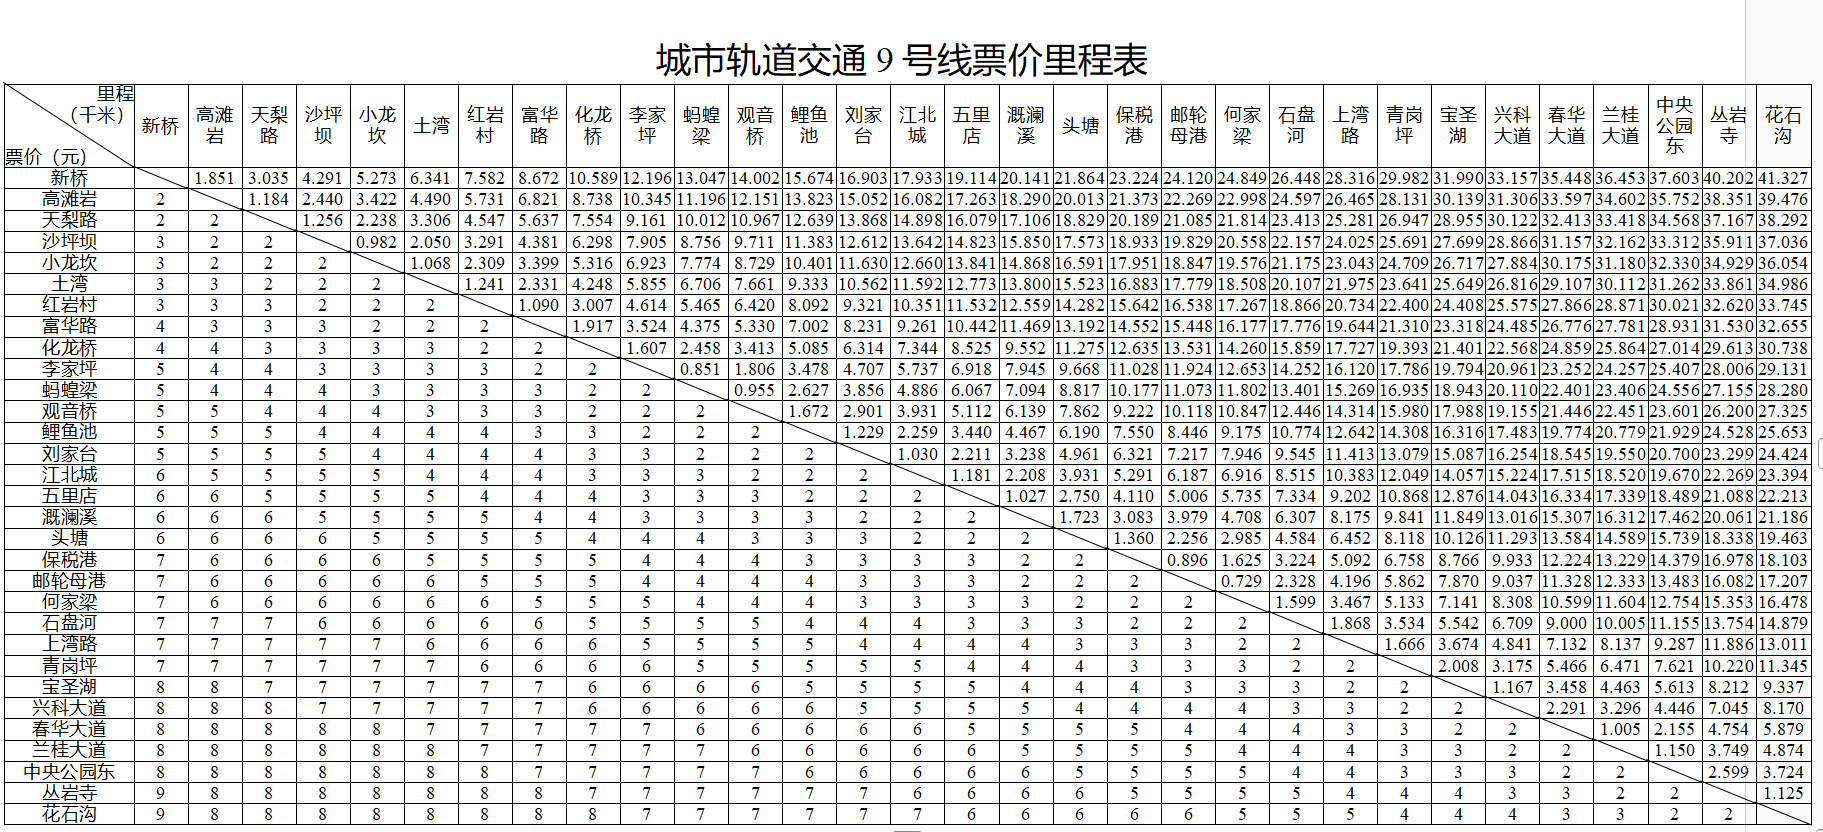 城市轨道交通 9 号线票价里程表
里程（千米） 票价（元） 新桥 高滩岩 天梨路 沙坪坝 小龙坎 土湾 红岩村 富华路 化龙桥 李家坪 蚂蝗梁 观音桥 鲤鱼池 刘家台 江北城 五里店 溉澜溪 头塘 保税港 邮轮母港 何家梁 石盘河 上湾路 青岗坪 宝圣湖 兴科大道 春华大道 兰桂大道 中央公园东 丛岩寺 花石沟
新桥 1.851 3.035 4.291 5.273 6.341 7.582 8.672 10.589 12.196 13.047 14.002 15.674 16.903 17.933 19.114 20.141 21.864 23.224 24.120 24.849 26.448 28.316 29.982 31.990 33.157 35.448 36.453 37.603 40.202 41.327
高滩岩 2 1.184 2.440 3.422 4.490 5.731 6.821 8.738 10.345 11.196 12.151 13.823 15.052 16.082 17.263 18.290 20.013 21.373 22.269 22.998 24.597 26.465 28.131 30.139 31.306 33.597 34.602 35.752 38.351 39.476
天梨路 2 2 1.256 2.238 3.306 4.547 5.637 7.554 9.161 10.012 10.967 12.639 13.868 14.898 16.079 17.106 18.829 20.189 21.085 21.814 23.413 25.281 26.947 28.955 30.122 32.413 33.418 34.568 37.167 38.292
沙坪坝 3 2 2 0.982 2.050 3.291 4.381 6.298 7.905 8.756 9.711 11.383 12.612 13.642 14.823 15.850 17.573 18.933 19.829 20.558 22.157 24.025 25.691 27.699 28.866 31.157 32.162 33.312 35.911 37.036
小龙坎 3 2 2 2 1.068 2.309 3.399 5.316 6.923 7.774 8.729 10.401 11.630 12.660 13.841 14.868 16.591 17.951 18.847 19.576 21.175 23.043 24.709 26.717 27.884 30.175 31.180 32.330 34.929 36.054
土湾 3 3 2 2 2 1.241 2.331 4.248 5.855 6.706 7.661 9.333 10.562 11.592 12.773 13.800 15.523 16.883 17.779 18.508 20.107 21.975 23.641 25.649 26.816 29.107 30.112 31.262 33.861 34.986
红岩村 3 3 3 2 2 2 1.090 3.007 4.614 5.465 6.420 8.092 9.321 10.351 11.532 12.559 14.282 15.642 16.538 17.267 18.866 20.734 22.400 24.408 25.575 27.866 28.871 30.021 32.620 33.745
富华路 4 3 3 3 2 2 2 1.917 3.524 4.375 5.330 7.002 8.231 9.261 10.442 11.469 13.192 14.552 15.448 16.177 17.776 19.644 21.310 23.318 24.485 26.776 27.781 28.931 31.530 32.655
化龙桥 4 4 3 3 3 3 2 2 1.607 2.458 3.413 5.085 6.314 7.344 8.525 9.552 11.275 12.635 13.531 14.260 15.859 17.727 19.393 21.401 22.568 24.859 25.864 27.014 29.613 30.738
李家坪 5 4 4 3 3 3 3 2 2 0.851 1.806 3.478 4.707 5.737 6.918 7.945 9.668 11.028 11.924 12.653 14.252 16.120 17.786 19.794 20.961 23.252 24.257 25.407 28.006 29.131
蚂蝗梁 5 4 4 4 3 3 3 3 2 2 0.955 2.627 3.856 4.886 6.067 7.094 8.817 10.177 11.073 11.802 13.401 15.269 16.935 18.943 20.110 22.401 23.406 24.556 27.155 28.280
观音桥 5 5 4 4 4 3 3 3 2 2 2 1.672 2.901 3.931 5.112 6.139 7.862 9.222 10.118 10.847 12.446 14.314 15.980 17.988 19.155 21.446 22.451 23.601 26.200 27.325
鲤鱼池 5 5 5 4 4 4 4 3 3 2 2 2 1.229 2.259 3.440 4.467 6.190 7.550 8.446 9.175 10.774 12.642 14.308 16.316 17.483 19.774 20.779 21.929 24.528 25.653
刘家台 5 5 5 5 4 4 4 4 3 3 2 2 2 1.030 2.211 3.238 4.961 6.321 7.217 7.946 9.545 11.413 13.079 15.087 16.254 18.545 19.550 20.700 23.299 24.424
江北城 6 5 5 5 5 4 4 4 3 3 3 2 2 2 1.181 2.208 3.931 5.291 6.187 6.916 8.515 10.383 12.049 14.057 15.224 17.515 18.520 19.670 22.269 23.394
五里店 6 6 5 5 5 5 4 4 4 3 3 3 2 2 2 1.027 2.750 4.110 5.006 5.735 7.334 9.202 10.868 12.876 14.043 16.334 17.339 18.489 21.088 22.213
溉澜溪 6 6 6 5 5 5 5 4 4 3 3 3 3 2 2 2 1.723 3.083 3.979 4.708 6.307 8.175 9.841 11.849 13.016 15.307 16.312 17.462 20.061 21.186
头塘 6 6 6 6 5 5 5 5 4 4 4 3 3 3 2 2 2 1.360 2.256 2.985 4.584 6.452 8.118 10.126 11.293 13.584 14.589 15.739 18.338 19.463
保税港 7 6 6 6 6 5 5 5 5 4 4 4 3 3 3 3 2 2 0.896 1.625 3.224 5.092 6.758 8.766 9.933 12.224 13.229 14.379 16.978 18.103
邮轮母港 7 6 6 6 6 6 5 5 5 4 4 4 4 3 3 3 2 2 2 0.729 2.328 4.196 5.862 7.870 9.037 11.328 12.333 13.483 16.082 17.207
何家梁 7 6 6 6 6 6 6 5 5 5 4 4 4 3 3 3 3 2 2 2 1.599 3.467 5.133 7.141 8.308 10.599 11.604 12.754 15.353 16.478
石盘河 7 7 7 6 6 6 6 6 5 5 5 5 4 4 4 3 3 3 2 2 2 1.868 3.534 5.542 6.709 9.000 10.005 11.155 13.754 14.879
上湾路 7 7 7 7 7 6 6 6 6 5 5 5 5 4 4 4 4 3 3 3 2 2 1.666 3.674 4.841 7.132 8.137 9.287 11.886 13.011
青岗坪 7 7 7 7 7 7 6 6 6 6 5 5 5 5 5 4 4 4 3 3 3 2 2 2.008 3.175 5.466 6.471 7.621 10.220 11.345
宝圣湖 8 8 7 7 7 7 7 7 6 6 6 6 5 5 5 5 4 4 4 3 3 3 2 2 1.167 3.458 4.463 5.613 8.212 9.337
兴科大道 8 8 8 7 7 7 7 7 6 6 6 6 6 5 5 5 5 4 4 4 4 3 3 2 2 2.291 3.296 4.446 7.045 8.170
春华大道 8 8 8 8 8 7 7 7 7 7 6 6 6 6 6 5 5 5 5 4 4 4 3 3 2 2 1.005 2.155 4.754 5.879
兰桂大道 8 8 8 8 8 8 7 7 7 7 7 6 6 6 6 6 5 5 5 5 4 4 4 3 3 2 2 1.150 3.749 4.874
中央公园东 8 8 8 8 8 8 8 7 7 7 7 7 6 6 6 6 6 5 5 5 5 4 4 3 3 3 2 2 2.599 3.724
丛岩寺 9 8 8 8 8 8 8 8 7 7 7 7 7 7 6 6 6 6 5 5 5 5 4 4 4 3 3 2 2 1.125
花石沟 9 8 8 8 8 8 8 8 8 7 7 7 7 7 7 6 6 6 6 6 5 5 5 4 4 4 3 3 2 2